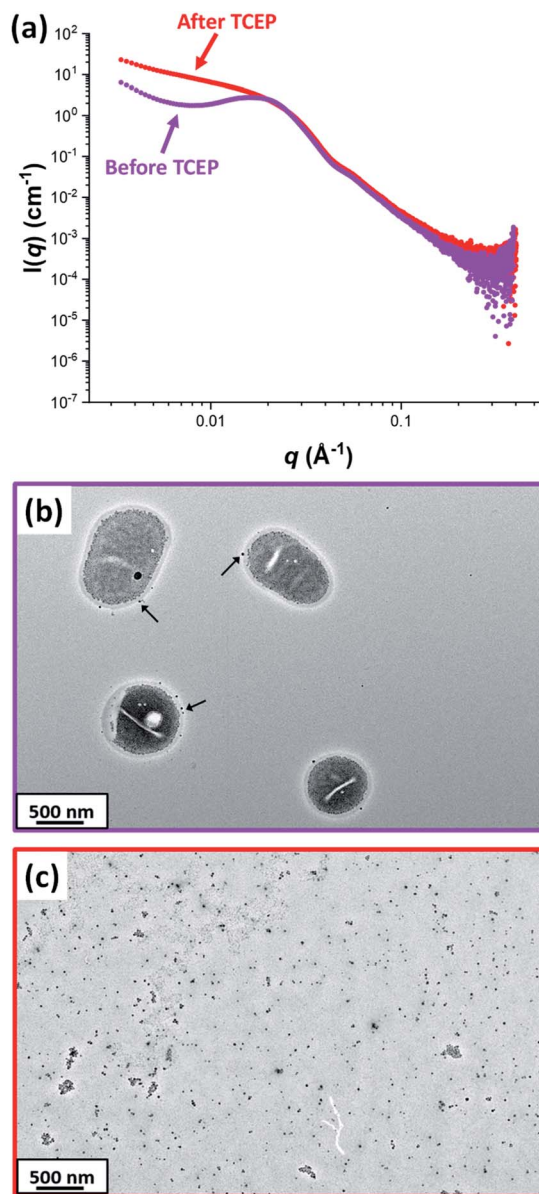 (a)
After TCEP
Before TCEP
I(q) (cm⁻¹)
10²
10¹
10⁰
10⁻¹
10⁻²
10⁻³
10⁻⁴
10⁻⁵
10⁻⁶
10⁻⁷
0.01
0.1
q (Å⁻¹)
(b)
500 nm
(c)
500 nm